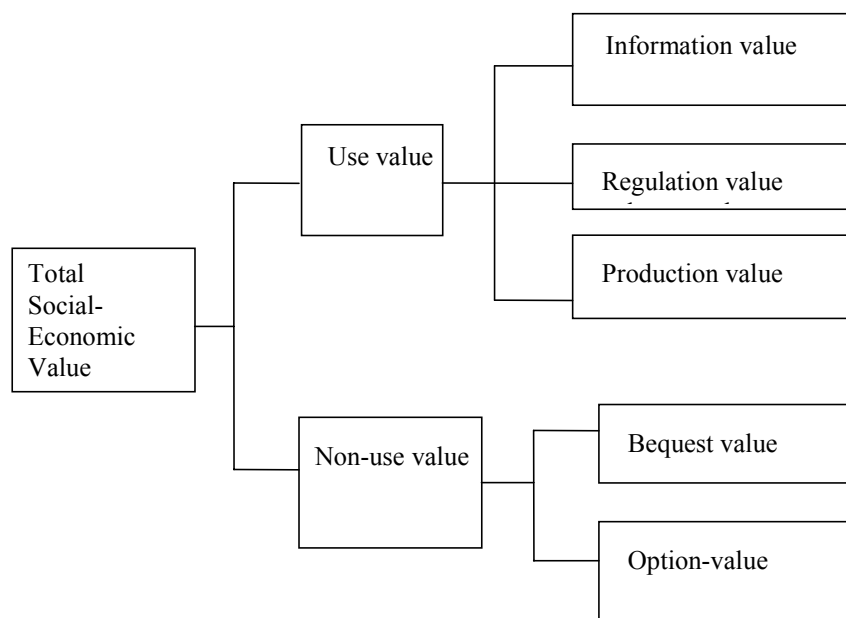 Information value
Use value
Regulation value
Production value
Total
Social-
Economic
Value
Bequest value
Non-use value
Option-value